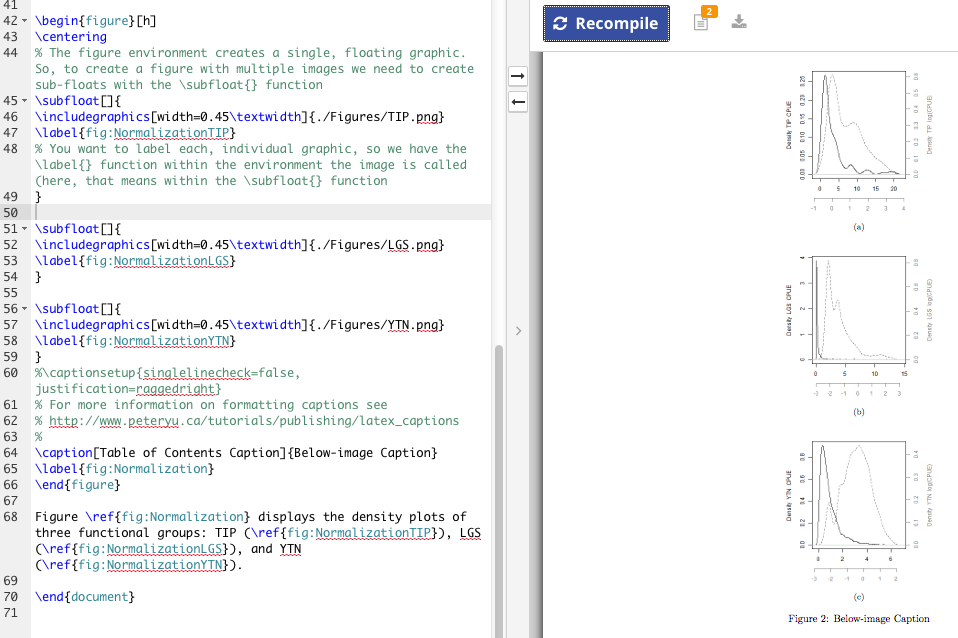 41
42 \begin{figure}[h]
43 \centering
44 % The figure environment creates a single, floating graphic.
So, to create a figure with multiple images we need to create
sub-floats with the \subfloat{} function
45 \subfloat[]{
46 \includegraphics[width=0.45\textwidth]{./Figures/TIP.png}
47 \label{fig:NormalizationTIP}
48 % You want to label each, individual graphic, so we have the
\label{} function within the environment the image is called
(here, that means within the \subfloat{} function
49 }
50
51 \subfloat[]{
52 \includegraphics[width=0.45\textwidth]{./Figures/LGS.png}
53 \label{fig:NormalizationLGS}
54 }
55
56 \subfloat[]{
57 \includegraphics[width=0.45\textwidth]{./Figures/YTN.png}
58 \label{fig:NormalizationYTN}
59 }
60 %\captionsetup{singlelinecheck=false,
justification=raggedright}
61 % For more information on formatting captions see
62 % http://www.peteryu.ca/tutorials/publishing/latex_captions
63 %
64 \caption[Table of Contents Caption]{Below-image Caption}
65 \label{fig:Normalization}
66 \end{figure}
67
68 Figure \ref{fig:Normalization} displays the density plots of
three functional groups: TIP (\ref{fig:NormalizationTIP}), LGS
(\ref{fig:NormalizationLGS}), and YTN
(\ref{fig:NormalizationYTN}).
69
70 \end{document}
71
Recompile
2
Density TIP CPUE
0.00 0.05 0.10 0.15 0.20 0.25
Density TIP log(CPUE)
0.0 0.1 0.2 0.3 0.4 0.5 0.6
0 5 10 15 20
-1 0 1 2 3 4
(a)
Density LGS CPUE
0 1 2 3 4
Density LGS log(CPUE)
0.0 0.2 0.4 0.6 0.8
0 5 10 15
-3 -2 -1 0 1 2 3
(b)
Density YTN CPUE
0.0 0.2 0.4 0.6 0.8
Density YTN log(CPUE)
0.0 0.1 0.2 0.3 0.4
0 2 4 6
-3 -2 -1 0 1 2
(c)
Figure 2: Below-image Caption